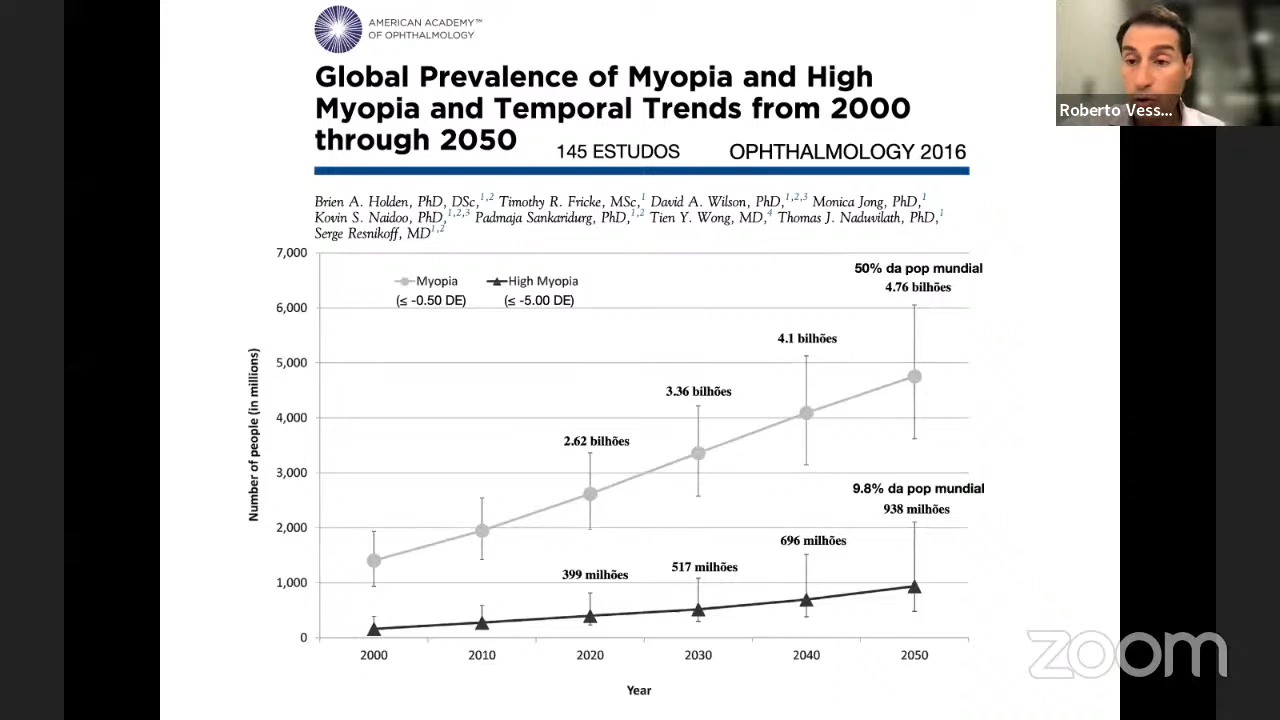 AMERICAN ACADEMY™
OF OPHTHALMOLOGY
Global Prevalence of Myopia and High
Myopia and Temporal Trends from 2000
through 2050
145 ESTUDOS
OPHTHALMOLOGY 2016
Brien A. Holden, PhD, DSc,1,2 Timothy R. Fricke, MSc,1 David A. Wilson, PhD,1,2,3 Monica Jong, PhD,1
Kovin S. Naidoo, PhD,1,2,3 Padmaja Sankaridurg, PhD,1,2 Tien Y. Wong, MD,4 Thomas J. Naduvilath, PhD,1
Serge Resnikoff, MD1,2
Roberto Vess...
Number of people (in millions)
7,000
6,000
5,000
4,000
3,000
2,000
1,000
0
Myopia
(≤ -0.50 DE)
High Myopia
(≤ -5.00 DE)
50% da pop mundial
4.76 bilhões
4.1 bilhões
3.36 bilhões
2.62 bilhões
9.8% da pop mundial
938 milhões
696 milhões
517 milhões
399 milhões
2000 2010 2020 2030 2040 2050
Year
zoom